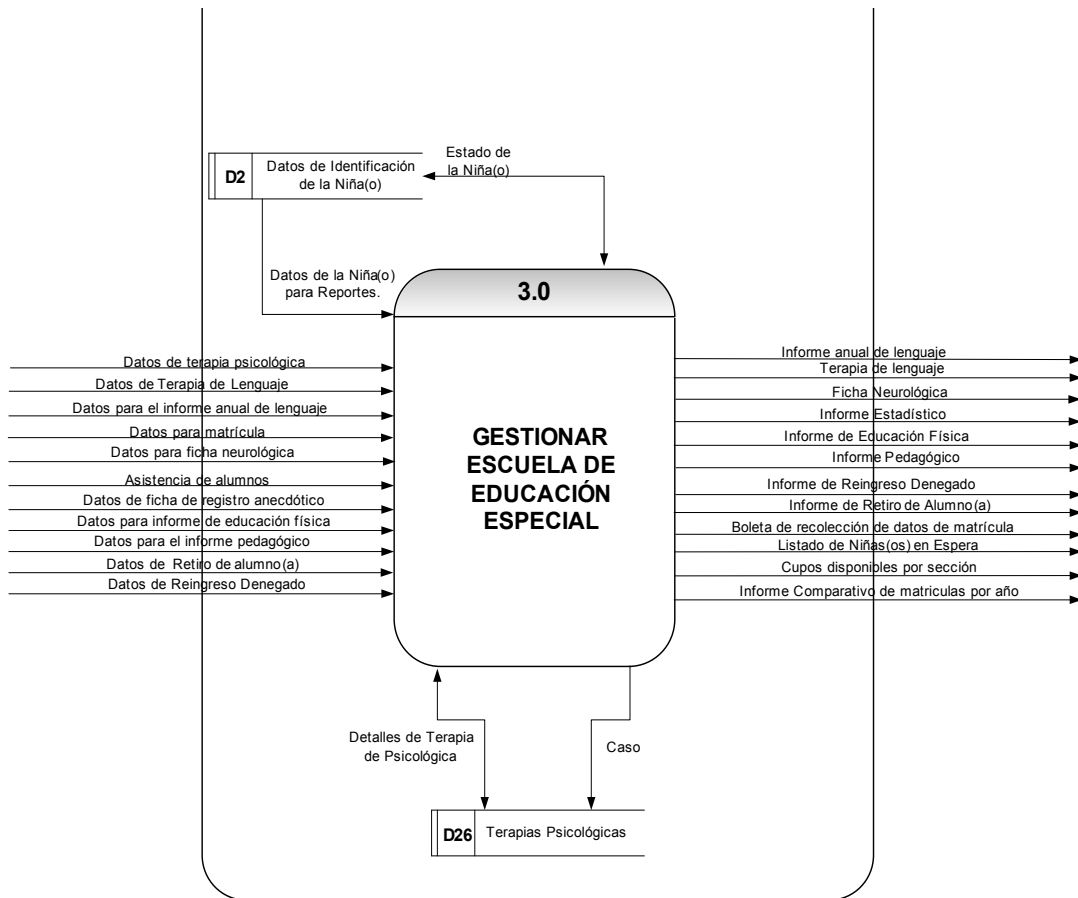 Estado de
la Niña(o)
D2
Datos de Identificación
de la Niña(o)
Datos de la Niña(o)
para Reportes.
3.0
GESTIONAR
ESCUELA DE
EDUCACIÓN
ESPECIAL
Datos de terapia psicológica
Datos de Terapia de Lenguaje
Datos para el informe anual de lenguaje
Datos para matrícula
Datos para ficha neurológica
Asistencia de alumnos
Datos de ficha de registro anecdótico
Datos para informe de educación física
Datos para el informe pedagógico
Datos de Retiro de alumno(a)
Datos de Reingreso Denegado
Informe anual de lenguaje
Terapia de lenguaje
Ficha Neurológica
Informe Estadístico
Informe de Educación Física
Informe Pedagógico
Informe de Reingreso Denegado
Informe de Retiro de Alumno(a)
Boleta de recolección de datos de matrícula
Listado de Niñas(os) en Espera
Cupos disponibles por sección
Informe Comparativo de matriculas por año
Detalles de Terapia
de Psicológica
Caso
D26
Terapias Psicológicas